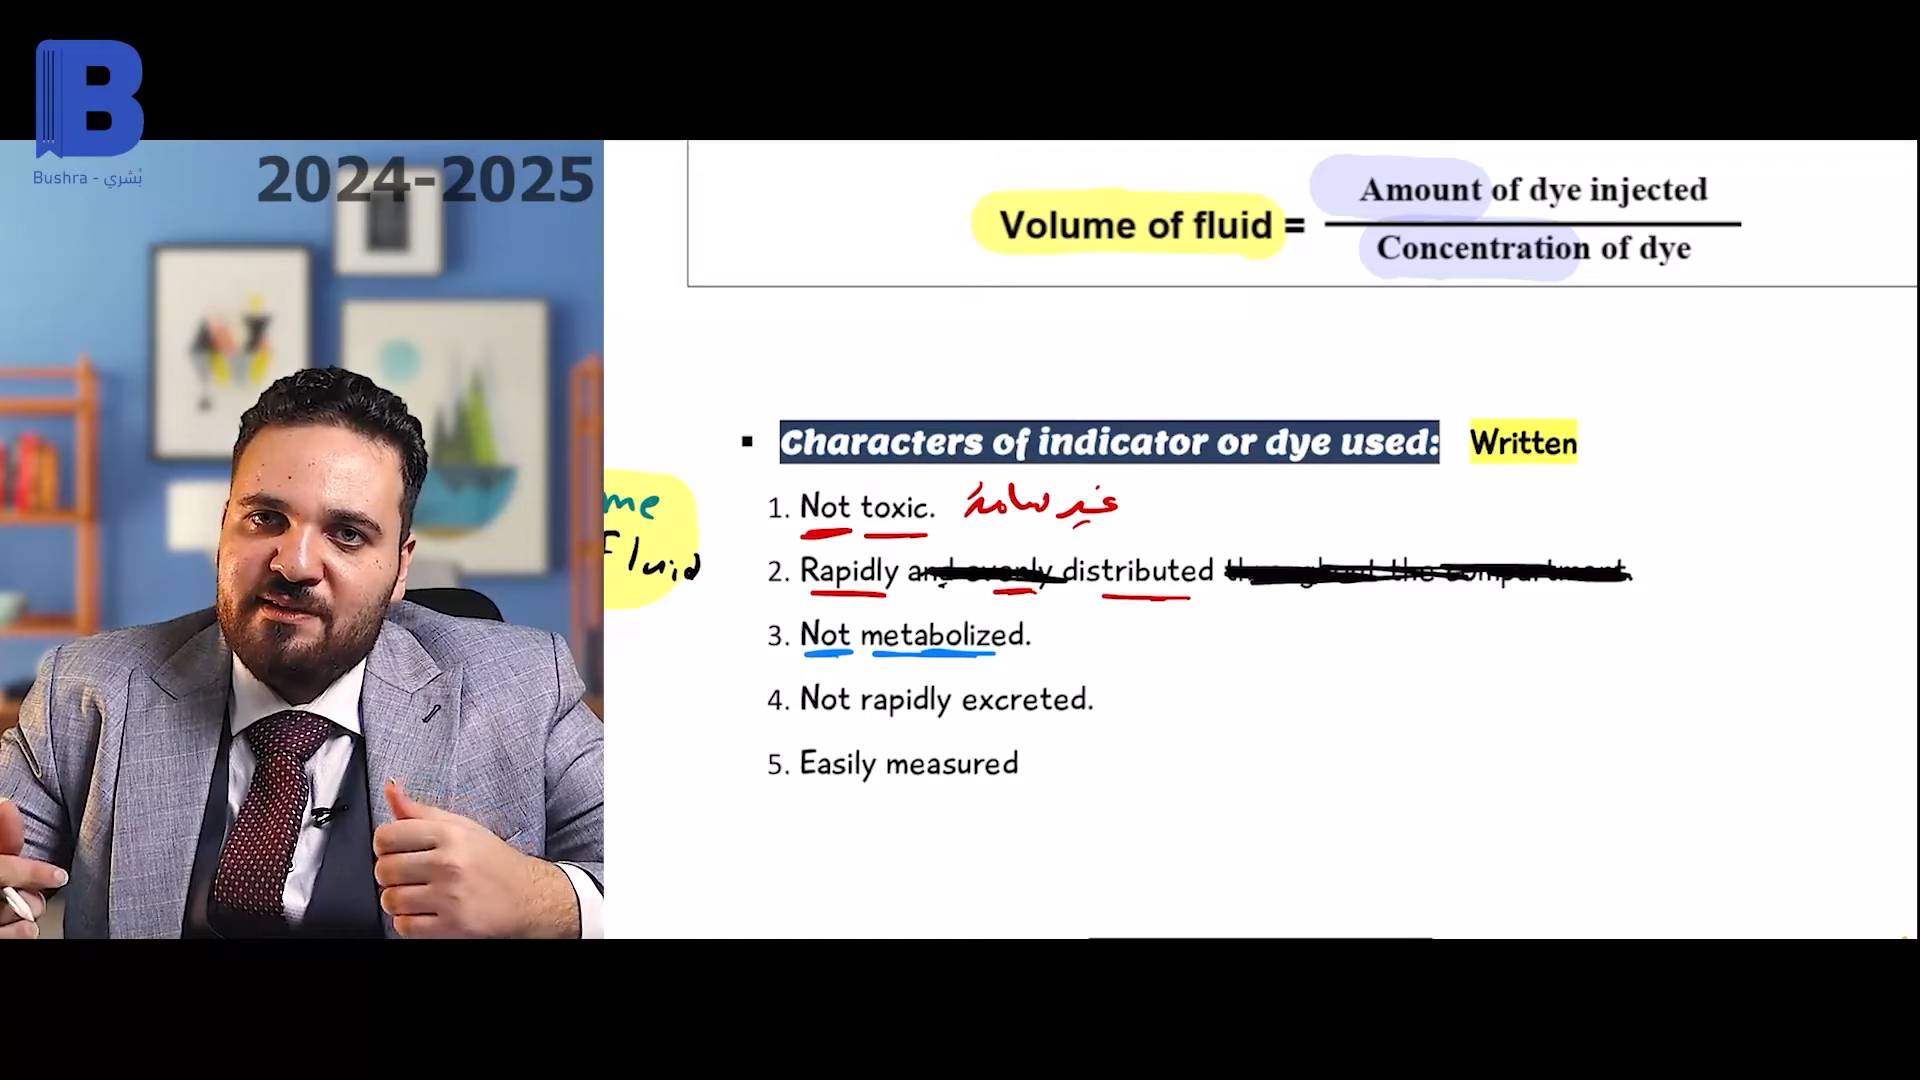 B
Bushra - بُشري
2024-2025
Volume of fluid = Amount of dye injected
Concentration of dye
▪ Characters of indicator or dye used: Written
me
fluid
1. Not toxic. غير سامة
2. Rapidly and evenly distributed throughout the compartment.
3. Not metabolized.
4. Not rapidly excreted.
5. Easily measured